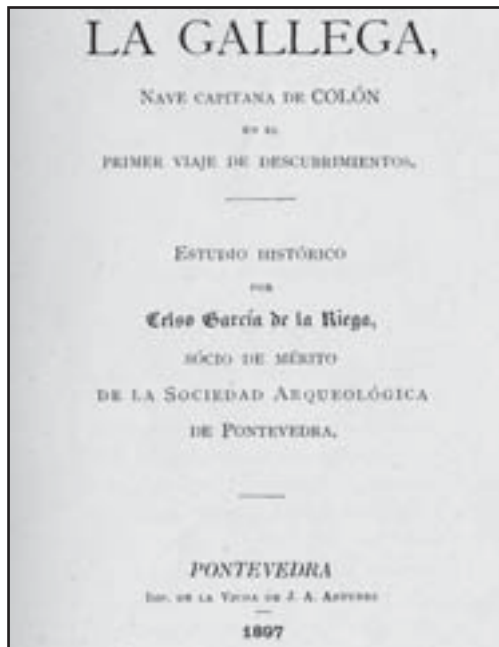 LA GALLEGA,
NAVE CAPITANA DE COLÓN
EN EL
PRIMER VIAJE DE DESCUBRIMIENTOS.
ESTUDIO HISTÓRICO
POR
Celso García de la Riega,
SÓCIO DE MÉRITO
DE LA SOCIEDAD ARQUEOLÓGICA
DE PONTEVEDRA.
PONTEVEDRA
IMP. DE LA VIUDA DE J. A. ANTÚNEZ
1897